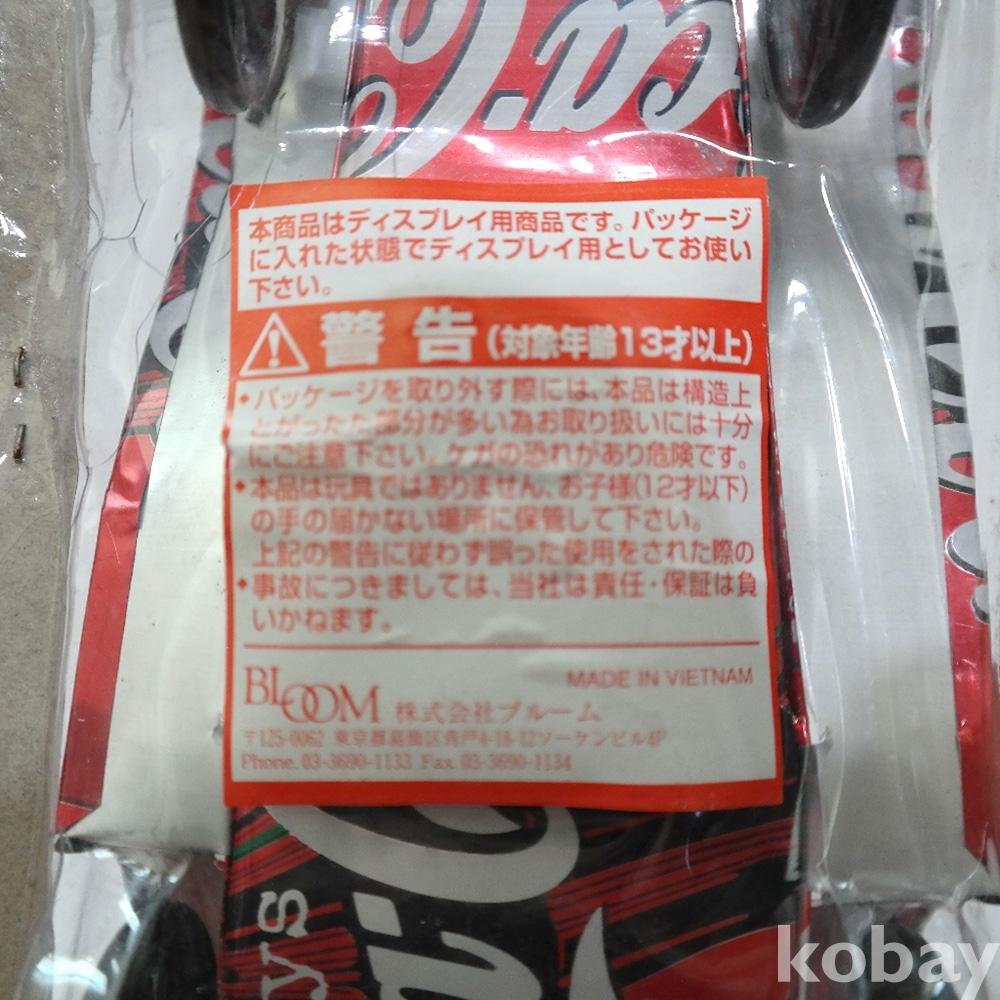 本商品はディスプレイ用商品です。パッケージ
に入れた状態でディスプレイ用としてお使い
下さい。
警告（対象年齢13才以上）
・パッケージを取り外す際には、本品は構造上
とがったた部分が多い為お取り扱いには十分
にご注意下さい。ケガの恐れがあり危険です。
・本品は玩具ではありません、お子様（12才以下）
の手の届かない場所に保管して下さい。
上記の警告に従わず誤った使用をされた際の
・事故につきましては、当社は責任・保証は負
いかねます。
BLOOM 株式会社ブルーム
MADE IN VIETNAM
〒125-0062 東京都葛飾区青戸4-18-12ソーケンビル4F
Phone. 03-3690-1133 Fax 03-3690-1134
ys
kobay